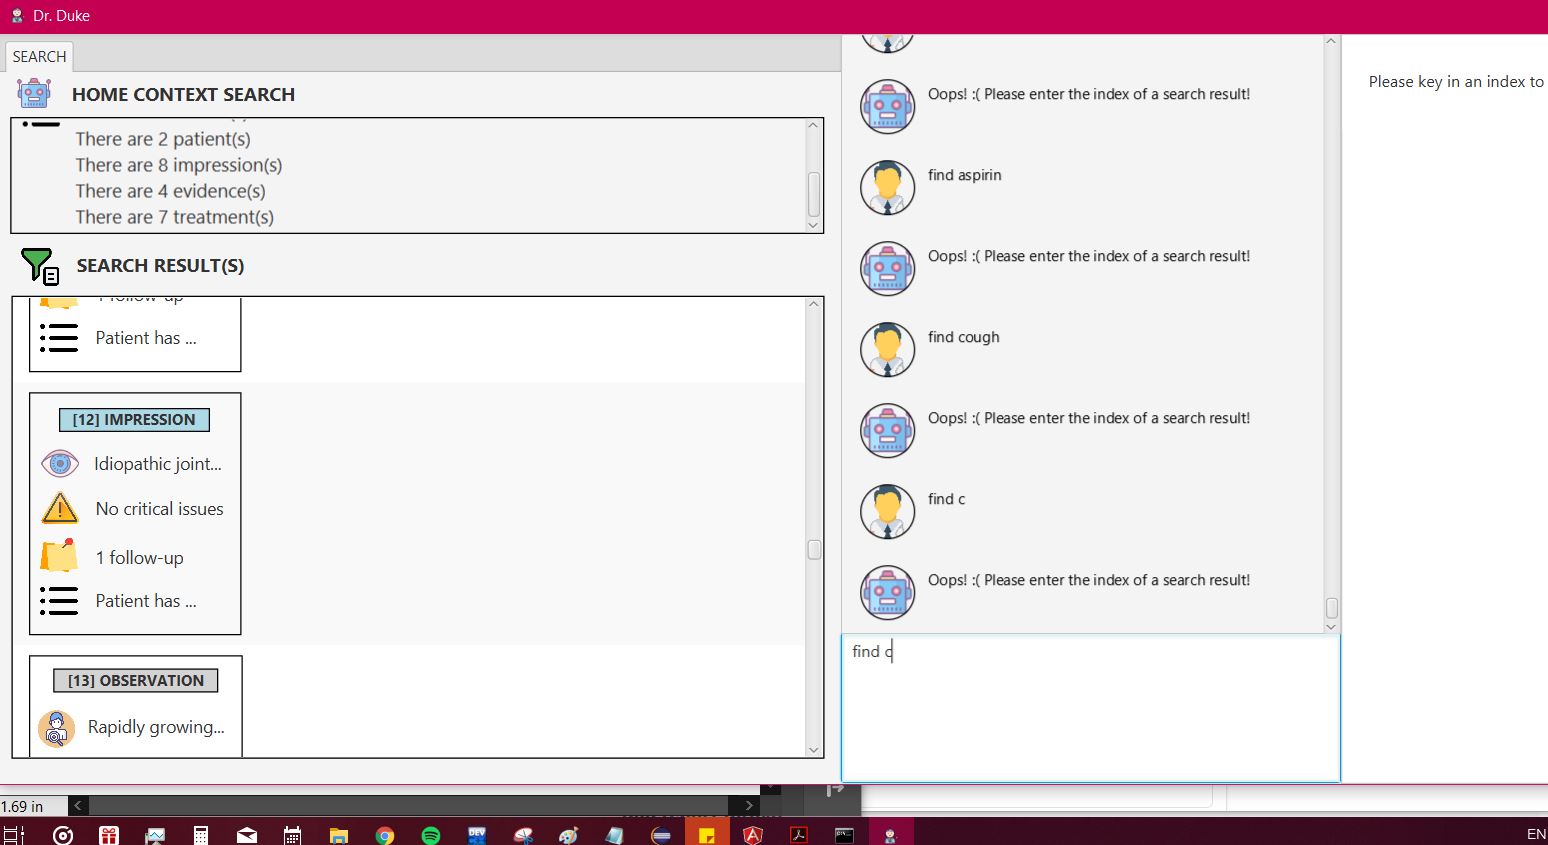 Dr. Duke
SEARCH
HOME CONTEXT SEARCH
There are 2 patient(s)
There are 8 impression(s)
There are 4 evidence(s)
There are 7 treatment(s)
SEARCH RESULT(S)
1 follow-up
Patient has ...
[12] IMPRESSION
Idiopathic joint...
No critical issues
1 follow-up
Patient has ...
[13] OBSERVATION
Rapidly growing...
Oops! :( Please enter the index of a search result!
find aspirin
Oops! :( Please enter the index of a search result!
find cough
Oops! :( Please enter the index of a search result!
find c
Oops! :( Please enter the index of a search result!
find c
Please key in an index to
1.69 in
DEV
EN